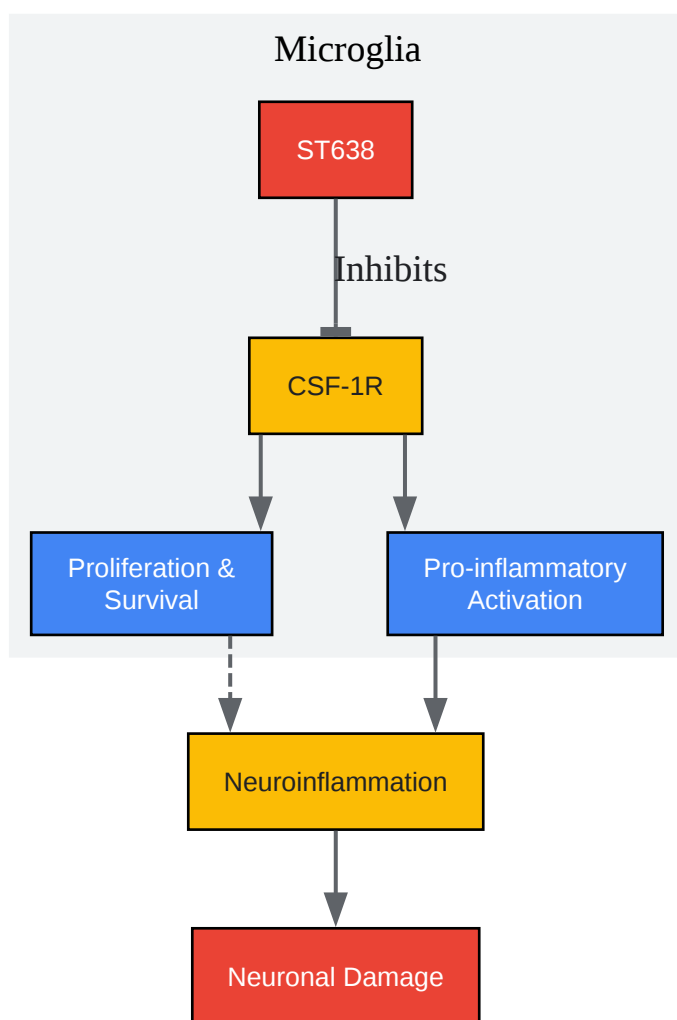 Microglia
ST638
Inhibits
CSF-1R
Proliferation &
Survival
Pro-inflammatory
Activation
Neuroinflammation
Neuronal Damage